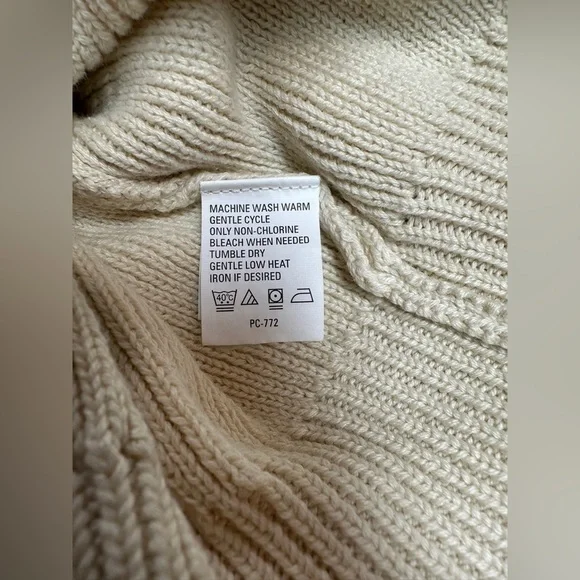 MACHINE WASH WARM
GENTLE CYCLE
ONLY NON-CHLORINE
BLEACH WHEN NEEDED
TUMBLE DRY
GENTLE LOW HEAT
IRON IF DESIRED
40°C
PC-772